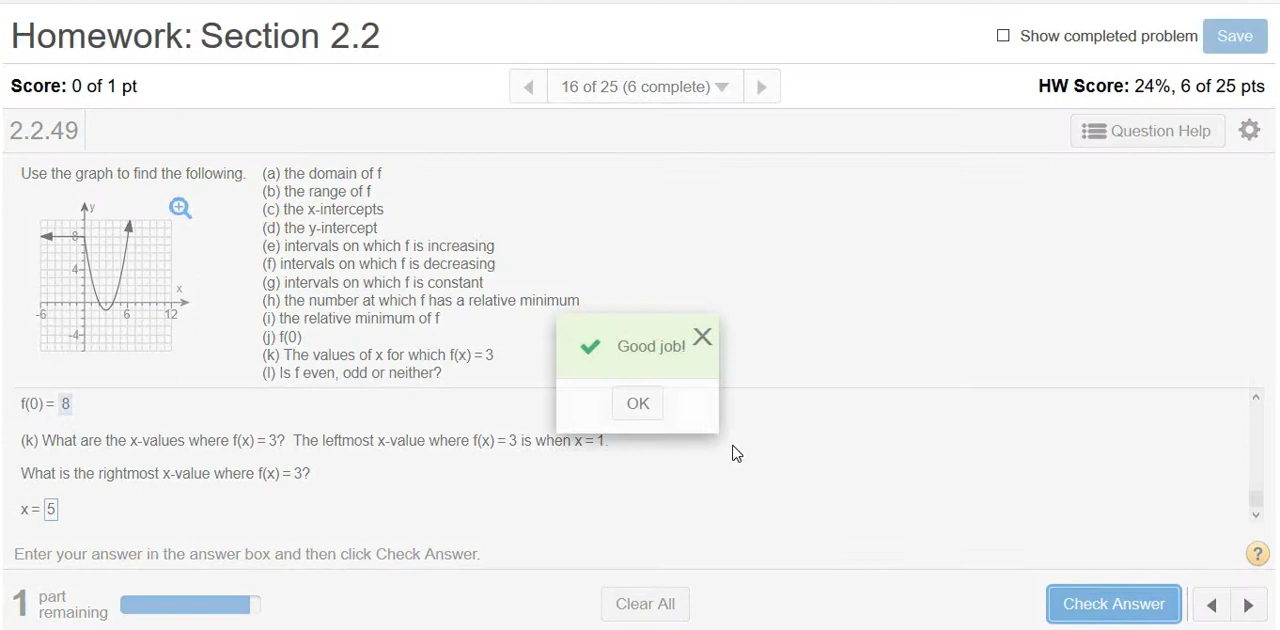 Homework: Section 2.2
Show completed problem Save
Score: 0 of 1 pt
16 of 25 (6 complete)
HW Score: 24%, 6 of 25 pts
2.2.49
Question Help
Use the graph to find the following.
(a) the domain of f
(b) the range of f
(c) the x-intercepts
(d) the y-intercept
(e) intervals on which f is increasing
(f) intervals on which f is decreasing
(g) intervals on which f is constant
(h) the number at which f has a relative minimum
(i) the relative minimum of f
(j) f(0)
(k) The values of x for which f(x) = 3
(l) Is f even, odd or neither?
y
8
4
x
-6 6 12
-4
Good job!
OK
f(0) = 8
(k) What are the x-values where f(x) = 3? The leftmost x-value where f(x) = 3 is when x = 1.
What is the rightmost x-value where f(x) = 3?
x = 5
Enter your answer in the answer box and then click Check Answer.
?
1 part
remaining
Clear All
Check Answer